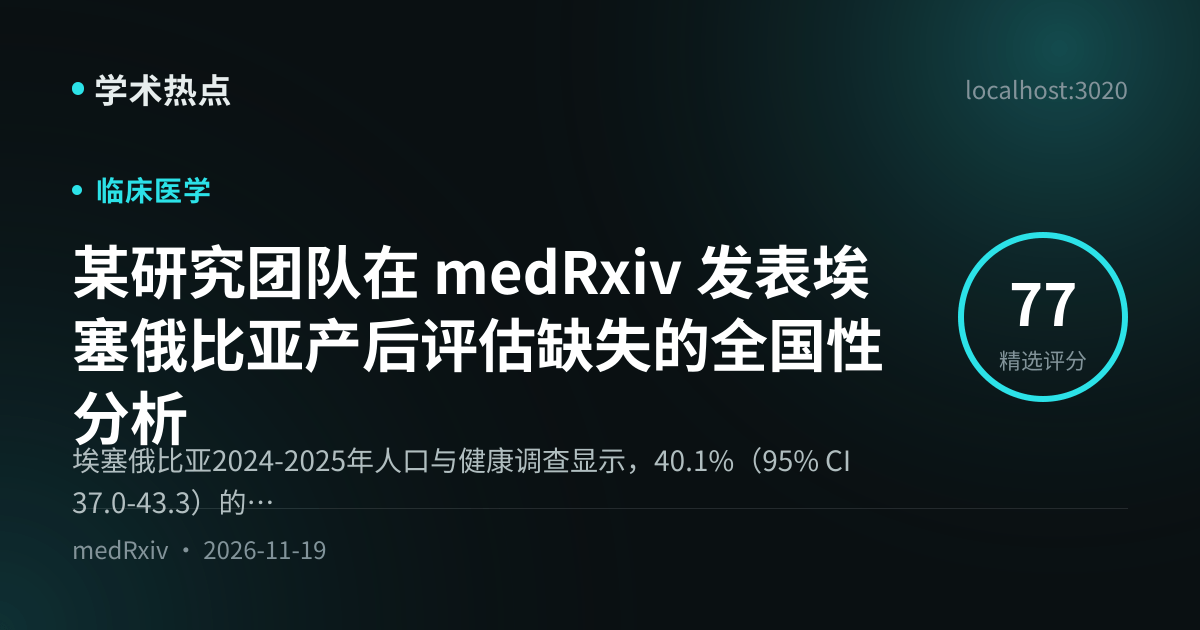 学术热点
localhost:3020
临床医学
某研究团队在 medRxiv 发表埃
塞俄比亚产后评估缺失的全国性
分析
77
精选评分
埃塞俄比亚2024-2025年人口与健康调查显示，40.1%（95% CI
37.0-43.3）的…
medRxiv · 2026-11-19